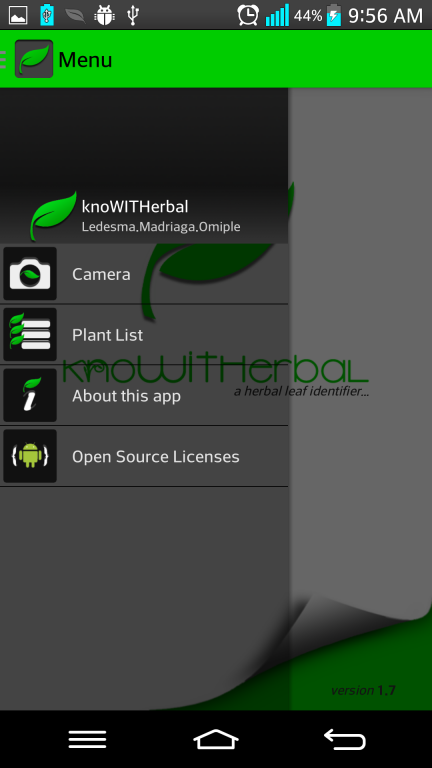 44% 9:56 AM
Menu
knoWITHerbal
Ledesma,Madriaga,Omiple
Camera
Plant List
knoWITHerbal
a herbal leaf identifier...
About this app
Open Source Licenses
version 1.7